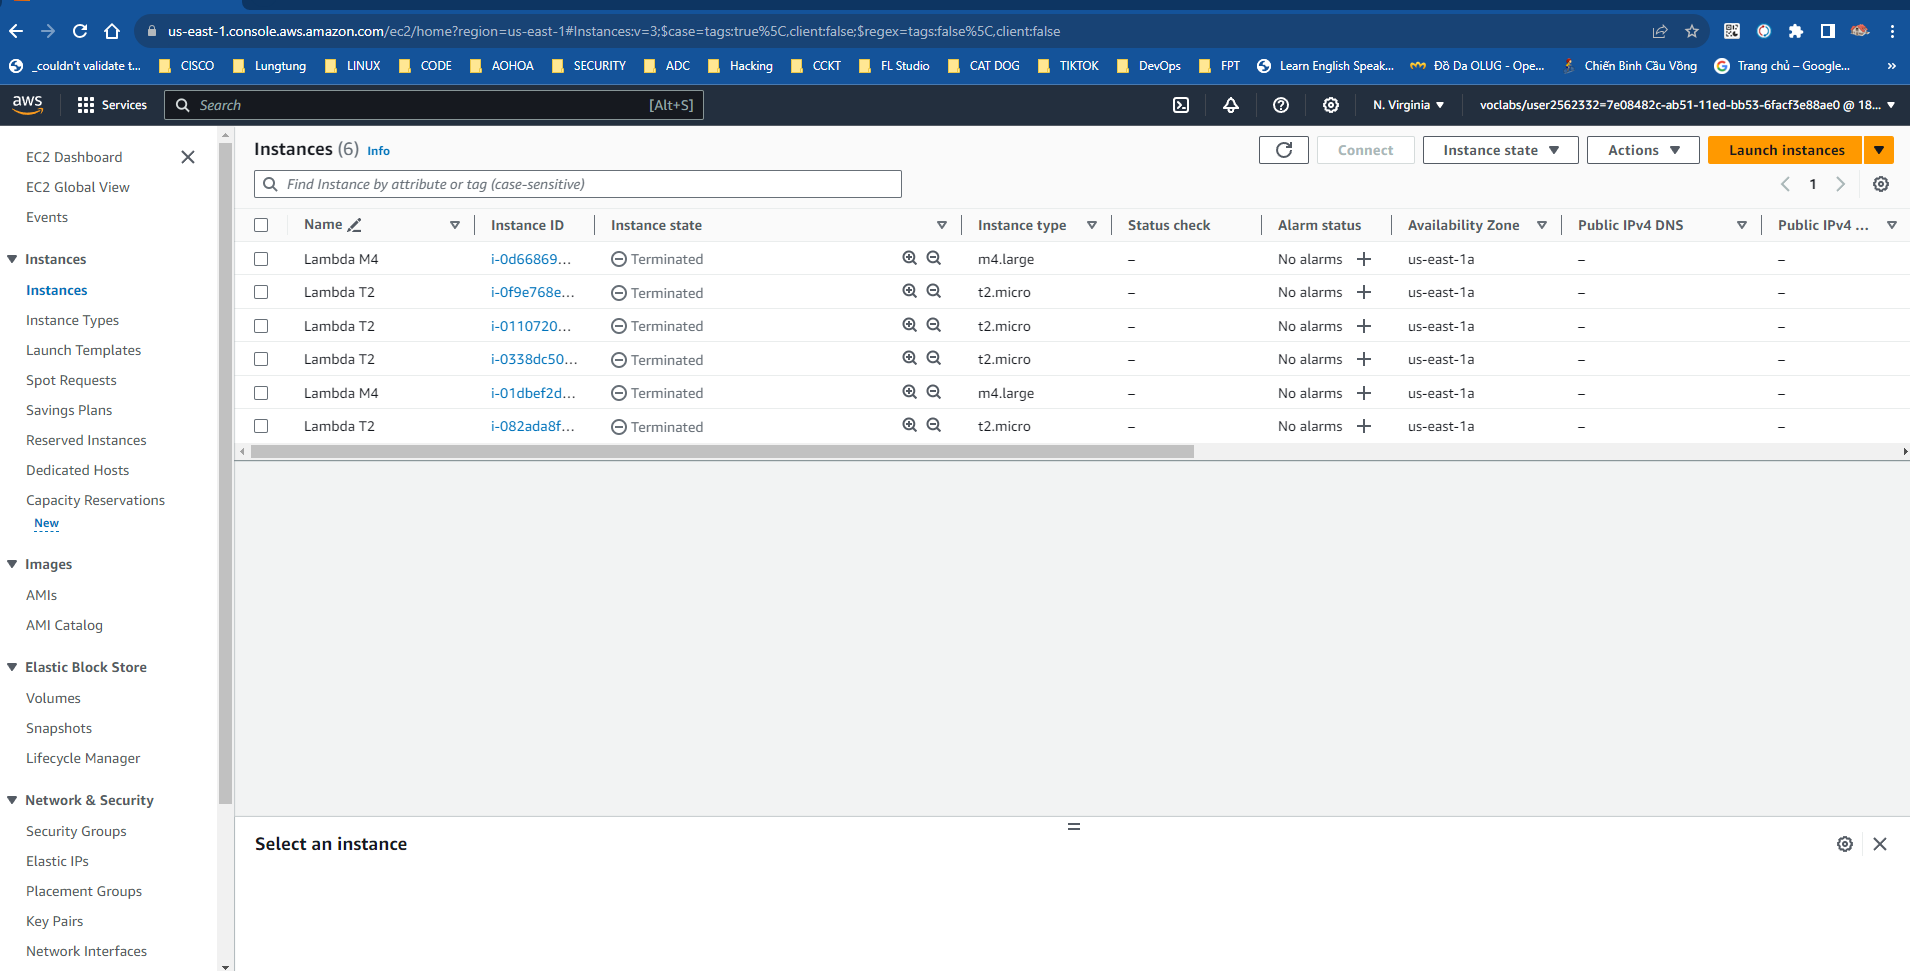 us-east-1.console.aws.amazon.com/ec2/home?region=us-east-1#Instances:v=3;$case=tags:true%5C,client:false;$regex=tags:false%5C,client:false
_couldn't validate t... CISCO Lungtung LINUX CODE AOHOA SECURITY ADC Hacking CCKT FL Studio CAT DOG TIKTOK DevOps FPT Learn English Speak... Đồ Da OLUG - Ope... Chiến Binh Cầu Vồng Trang chủ – Google... »
aws Services Search [Alt+S] N. Virginia voclabs/user2562332=7e08482c-ab51-11ed-bb53-6facf3e88ae0 @ 18...
EC2 Dashboard
EC2 Global View
Events
Instances
Instances
Instance Types
Launch Templates
Spot Requests
Savings Plans
Reserved Instances
Dedicated Hosts
Capacity Reservations
New
Images
AMIs
AMI Catalog
Elastic Block Store
Volumes
Snapshots
Lifecycle Manager
Network & Security
Security Groups
Elastic IPs
Placement Groups
Key Pairs
Network Interfaces
Instances (6) Info
Connect Instance state Actions Launch instances
Find Instance by attribute or tag (case-sensitive) 1
Name Instance ID Instance state Instance type Status check Alarm status Availability Zone Public IPv4 DNS Public IPv4 ...
Lambda M4 i-0d66869... Terminated m4.large – No alarms + us-east-1a – –
Lambda T2 i-0f9e768e... Terminated t2.micro – No alarms + us-east-1a – –
Lambda T2 i-0110720... Terminated t2.micro – No alarms + us-east-1a – –
Lambda T2 i-0338dc50... Terminated t2.micro – No alarms + us-east-1a – –
Lambda M4 i-01dbef2d... Terminated m4.large – No alarms + us-east-1a – –
Lambda T2 i-082ada8f... Terminated t2.micro – No alarms + us-east-1a – –
Select an instance